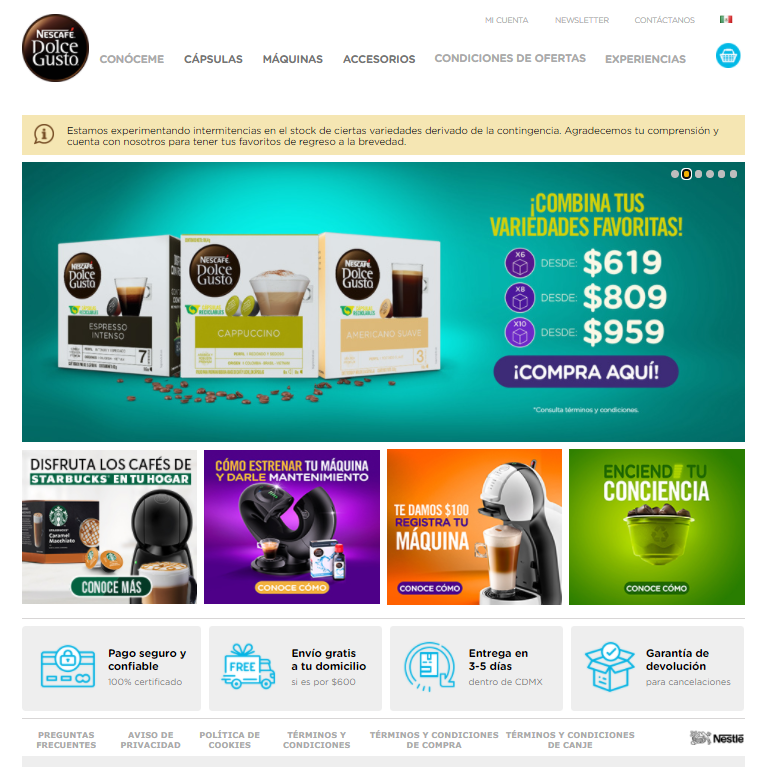 MI CUENTA
NEWSLETTER
CONTÁCTANOS
NESCAFÉ
Dolce
Gusto
CONÓCEME
CÁPSULAS
MÁQUINAS
ACCESORIOS
CONDICIONES DE OFERTAS
EXPERIENCIAS
Estamos experimentando intermitencias en el stock de ciertas variedades derivado de la contingencia. Agradecemos tu comprensión y
cuenta con nosotros para tener tus favoritos de regreso a la brevedad.
¡COMBINA TUS
VARIEDADES FAVORITAS!
X6 DESDE: $619
X8 DESDE: $809
X10 DESDE: $959
¡COMPRA AQUÍ!
*Consulta términos y condiciones.
NESCAFÉ
Dolce
Gusto
RECICLABLES
ESPRESSO
INTENSO
7
NESCAFÉ
Dolce
Gusto
RECICLABLES
CAPPUCCINO
NESCAFÉ
Dolce
Gusto
RECICLABLES
AMERICANO SUAVE
3
DISFRUTA LOS CAFÉS DE
STARBUCKS® EN TU HOGAR
Caramel
Macchiato
CONOCE MÁS
CÓMO ESTRENAR TU MÁQUINA
Y DARLE MANTENIMIENTO
CONOCE CÓMO
TE DAMOS $100
REGISTRA TU
MÁQUINA
CONOCE CÓMO
ENCIENDE TU
CONCIENCIA
CONOCE CÓMO
Pago seguro y
confiable
100% certificado
FREE
Envío gratis
a tu domicilio
si es por $600
Entrega en
3-5 días
dentro de CDMX
Garantía de
devolución
para cancelaciones
PREGUNTAS
FRECUENTES
AVISO DE
PRIVACIDAD
POLÍTICA DE
COOKIES
TÉRMINOS Y
CONDICIONES
TÉRMINOS Y CONDICIONES
DE COMPRA
TÉRMINOS Y CONDICIONES
DE CANJE
Nestlé